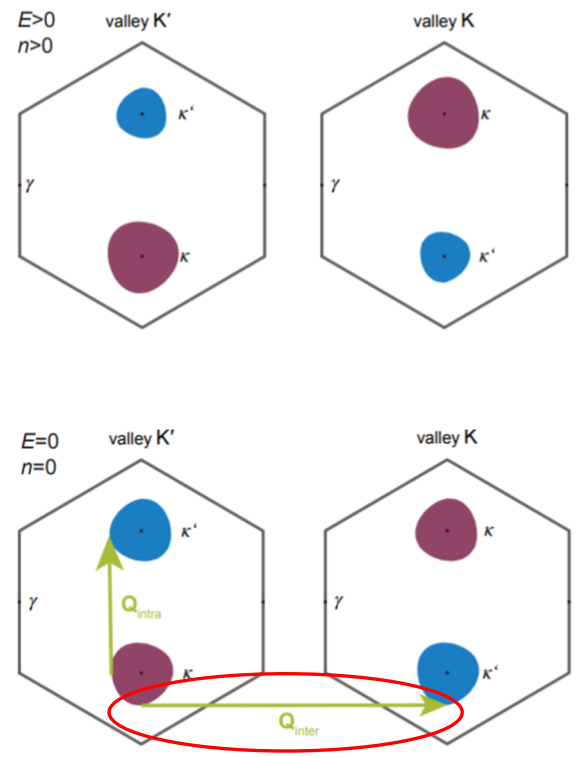 E>0
n>0
valley K′
valley K
κ‘
κ
γ
γ
κ
κ‘
E=0
n=0
valley K′
valley K
κ‘
κ
γ
Qintra
γ
κ
κ‘
Qinter